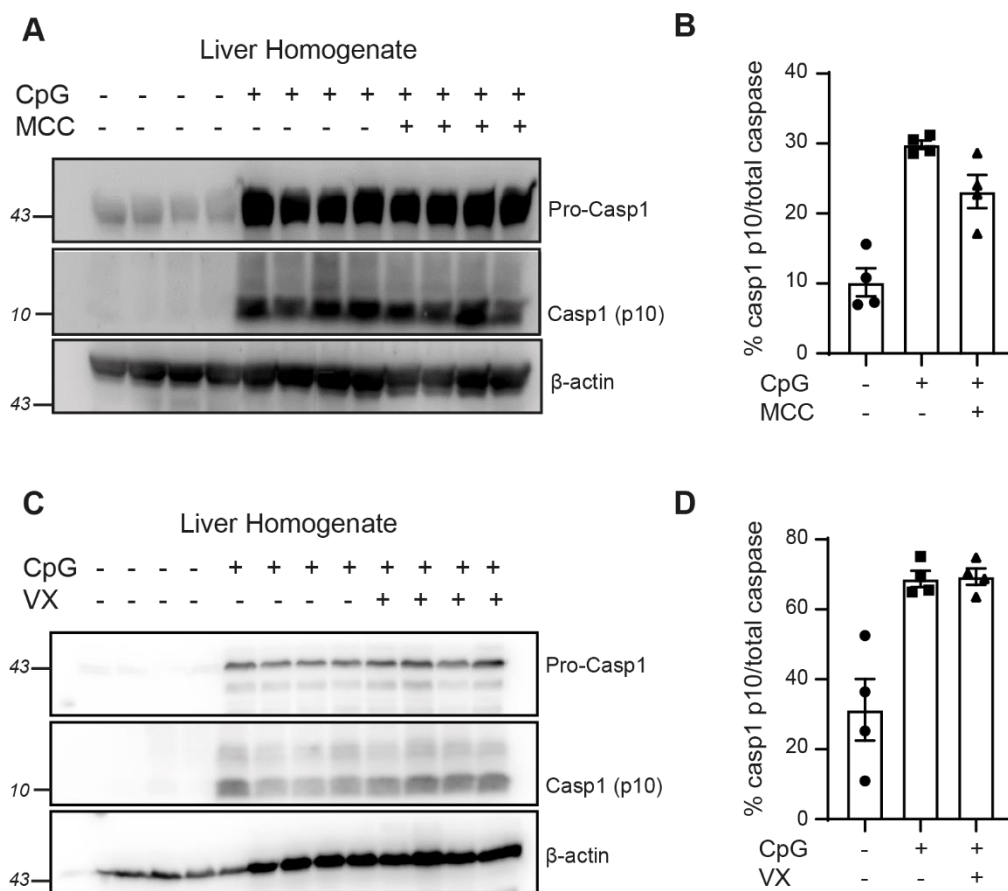 A
Liver Homogenate
CpG - - - - + + + + + + + +
MCC - - - - - - - - + + + +
43 Pro-Casp1
10 Casp1 (p10)
β-actin
43
B
% casp1 p10/total caspase
40
30
20
10
0
CpG - + +
MCC - - +
C
Liver Homogenate
CpG - - - - + + + + + + + +
VX - - - - - - - - + + + +
43 Pro-Casp1
10 Casp1 (p10)
β-actin
43
D
% casp1 p10/total caspase
80
60
40
20
0
CpG - + +
VX - - +